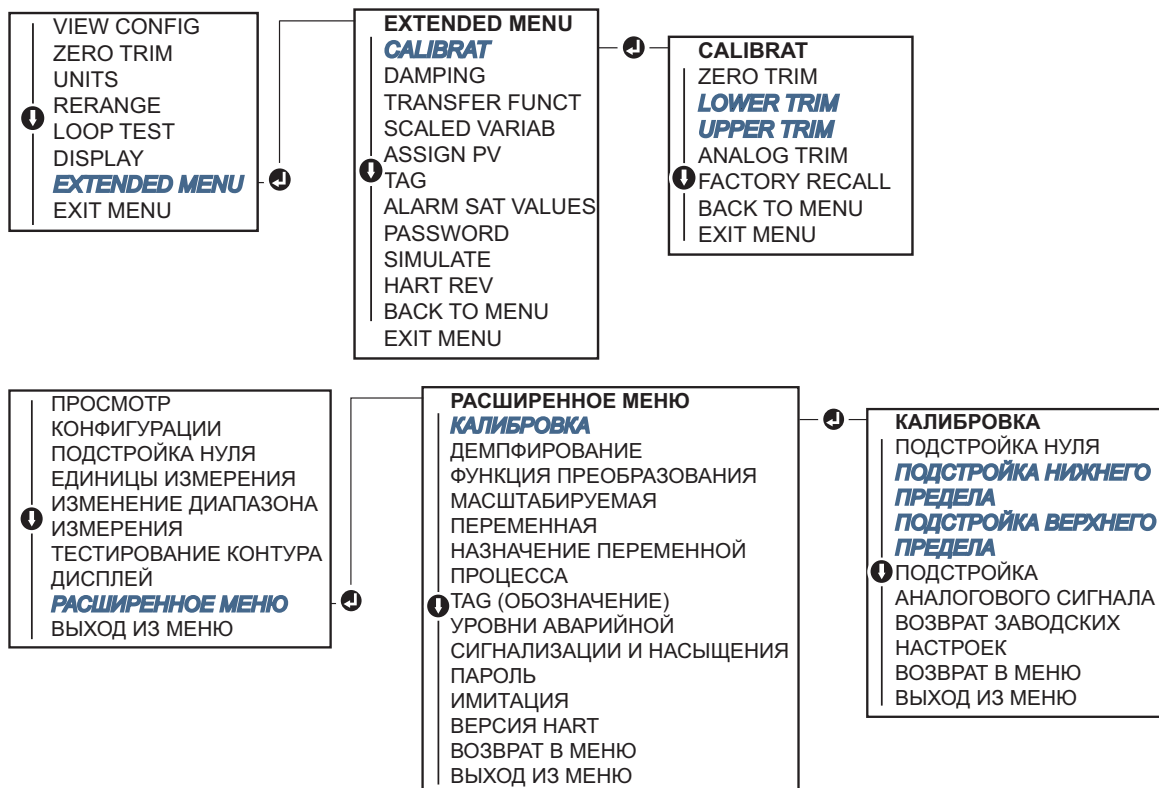 VIEW CONFIG
ZERO TRIM
UNITS
RERANGE
LOOP TEST
DISPLAY
EXTENDED MENU
EXIT MENU
EXTENDED MENU
CALIBRAT
DAMPING
TRANSFER FUNCT
SCALED VARIAB
ASSIGN PV
TAG
ALARM SAT VALUES
PASSWORD
SIMULATE
HART REV
BACK TO MENU
EXIT MENU
CALIBRAT
ZERO TRIM
LOWER TRIM
UPPER TRIM
ANALOG TRIM
FACTORY RECALL
BACK TO MENU
EXIT MENU
ПРОСМОТР
КОНФИГУРАЦИИ
ПОДСТРОЙКА НУЛЯ
ЕДИНИЦЫ ИЗМЕРЕНИЯ
ИЗМЕНЕНИЕ ДИАПАЗОНА
ИЗМЕРЕНИЯ
ТЕСТИРОВАНИЕ КОНТУРА
ДИСПЛЕЙ
РАСШИРЕННОЕ МЕНЮ
ВЫХОД ИЗ МЕНЮ
РАСШИРЕННОЕ МЕНЮ
КАЛИБРОВКА
ДЕМПФИРОВАНИЕ
ФУНКЦИЯ ПРЕОБРАЗОВАНИЯ
МАСШТАБИРУЕМАЯ
ПЕРЕМЕННАЯ
НАЗНАЧЕНИЕ ПЕРЕМЕННОЙ
ПРОЦЕССА
TAG (ОБОЗНАЧЕНИЕ)
УРОВНИ АВАРИЙНОЙ
СИГНАЛИЗАЦИИ И НАСЫЩЕНИЯ
ПАРОЛЬ
ИМИТАЦИЯ
ВЕРСИЯ HART
ВОЗВРАТ В МЕНЮ
ВЫХОД ИЗ МЕНЮ
КАЛИБРОВКА
ПОДСТРОЙКА НУЛЯ
ПОДСТРОЙКА НИЖНЕГО
ПРЕДЕЛА
ПОДСТРОЙКА ВЕРХНЕГО
ПРЕДЕЛА
ПОДСТРОЙКА
АНАЛОГОВОГО СИГНАЛА
ВОЗВРАТ ЗАВОДСКИХ
НАСТРОЕК
ВОЗВРАТ В МЕНЮ
ВЫХОД ИЗ МЕНЮ